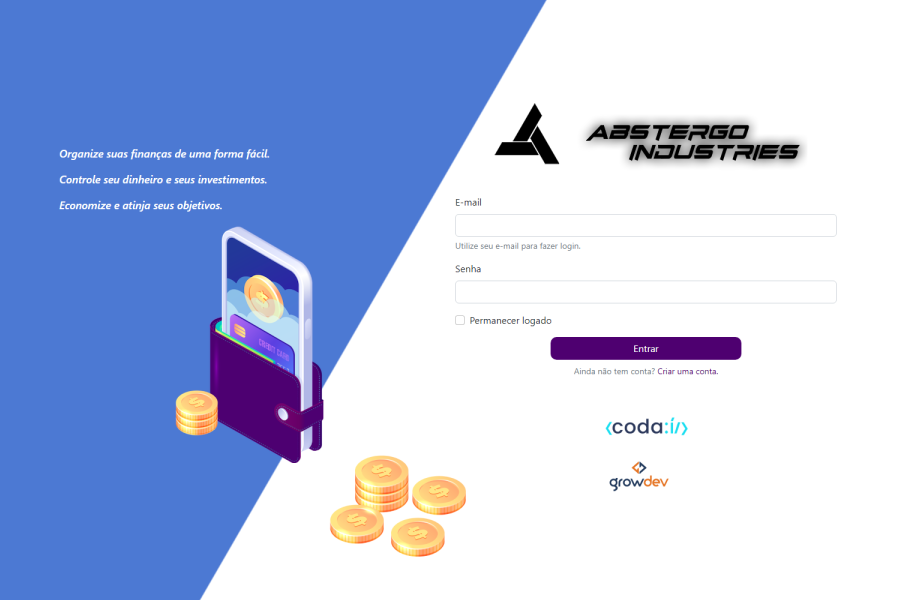 Organize suas finanças de uma forma fácil.
Controle seu dinheiro e seus investimentos.
Economize e atinja seus objetivos.
CREDIT CARD
ABSTERGO
INDUSTRIES
E-mail
Utilize seu e-mail para fazer login.
Senha
Permanecer logado
Entrar
Ainda não tem conta? Criar uma conta.
‹coda:í/›
growdev